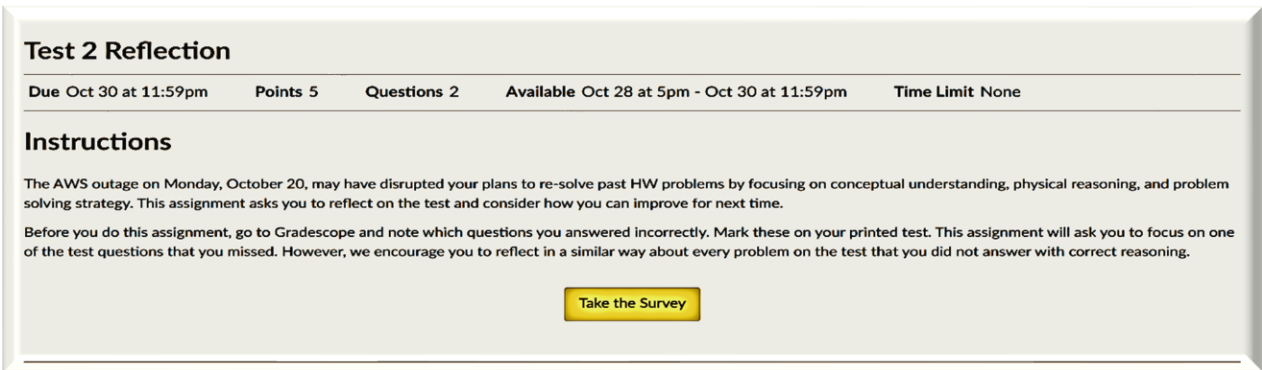 Test 2 Reflection
Due Oct 30 at 11:59pm Points 5 Questions 2 Available Oct 28 at 5pm - Oct 30 at 11:59pm Time Limit None
Instructions
The AWS outage on Monday, October 20, may have disrupted your plans to re-solve past HW problems by focusing on conceptual understanding, physical reasoning, and problem
solving strategy. This assignment asks you to reflect on the test and consider how you can improve for next time.
Before you do this assignment, go to Gradescope and note which questions you answered incorrectly. Mark these on your printed test. This assignment will ask you to focus on one
of the test questions that you missed. However, we encourage you to reflect in a similar way about every problem on the test that you did not answer with correct reasoning.
Take the Survey